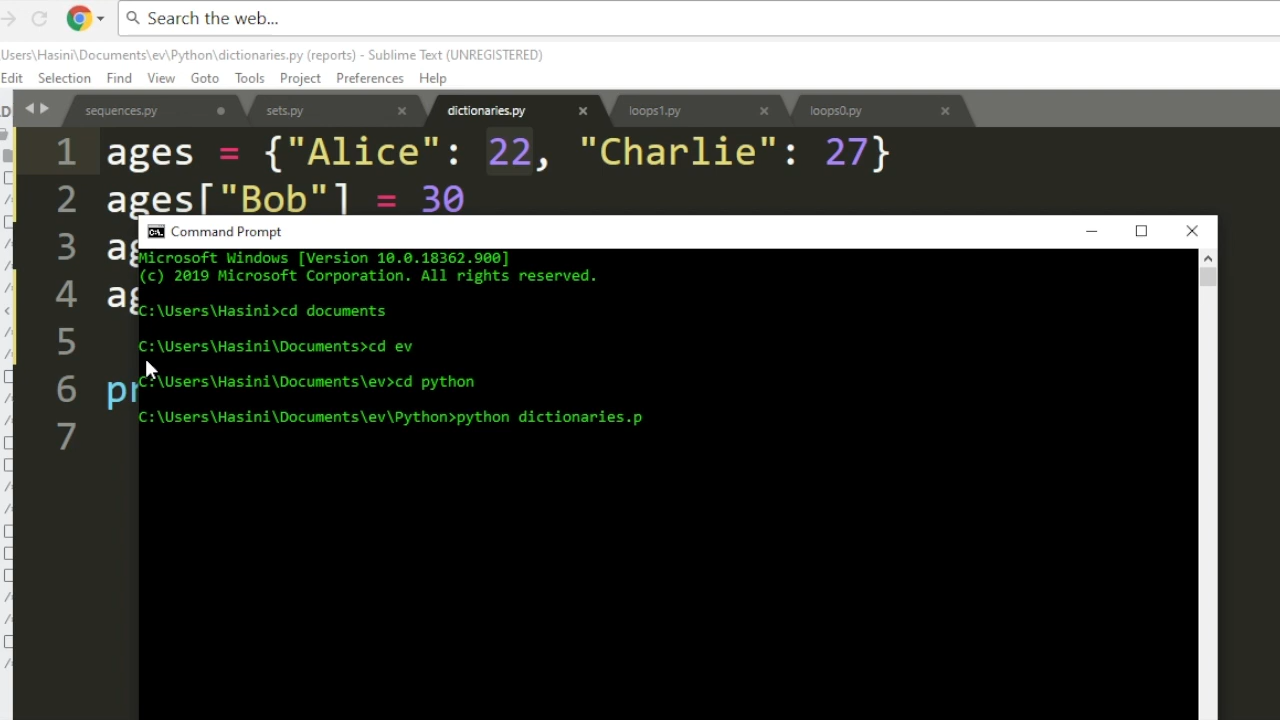 Search the web...
Users\Hasini\Documents\ev\Python\dictionaries.py (reports) - Sublime Text (UNREGISTERED)
Edit Selection Find View Goto Tools Project Preferences Help
sequences.py sets.py dictionaries.py loops1.py loops0.py
1 ages = {"Alice": 22, "Charlie": 27}
2 ages["Bob"] = 30
3 ag
4 ag
5
6 pr
7
Command Prompt
Microsoft Windows [Version 10.0.18362.900]
(c) 2019 Microsoft Corporation. All rights reserved.
C:\Users\Hasini>cd documents
C:\Users\Hasini\Documents>cd ev
C:\Users\Hasini\Documents\ev>cd python
C:\Users\Hasini\Documents\ev\Python>python dictionaries.p